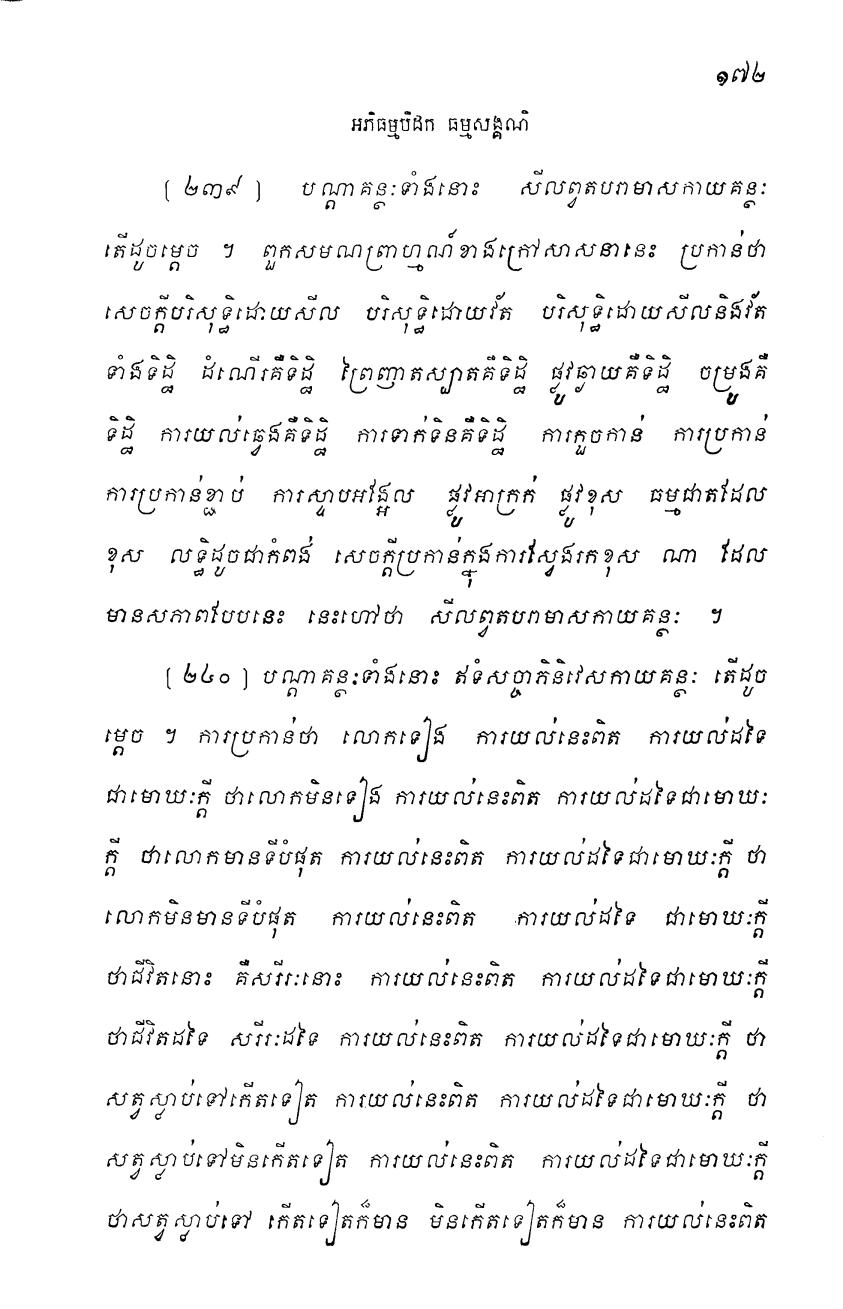 ១៧២
អភិធម្មបិដក ធម្មសង្គណិ
[ ២៣៩ ] បណ្តាគន្ថៈទាំងនោះ សីលព្វតបរាមាសកាយគន្ថៈ
តើដូចម្តេច ។ ពួកសមណព្រាហ្មណ៍ខាងក្រៅសាសនានេះ ប្រកាន់ថា
សេចក្តីបរិសុទ្ធិដោយសីល បរិសុទ្ធិដោយវ័ត បរិសុទ្ធិដោយសីលនិងវ័ត
ទាំងទិដ្ឋិ ដំណើរគឺទិដ្ឋិ ព្រៃញាតស្បាតគឺទិដ្ឋិ ផ្លូវឆ្ងាយគឺទិដ្ឋិ ចម្រូងគឺ
ទិដ្ឋិ ការយល់ឆ្វេងគឺទិដ្ឋិ ការទាក់ទិនគឺទិដ្ឋិ ការកួចកាន់ ការប្រកាន់
ការប្រកាន់ខ្ជាប់ ការស្ទាបអង្អែល ផ្លូវអាក្រក់ ផ្លូវខុស ធម្មជាតដែល
ខុស លទ្ធិដូចជាកំពង់ សេចក្តីប្រកាន់ក្នុងការស្វែងរកខុស ណា ដែល
មានសភាពបែបនេះ នេះហៅថា សីលព្វតបរាមាសកាយគន្ថៈ ។
[ ២៤០ ] បណ្តាគន្ថៈទាំងនោះ ឥទំសច្ចាភិនិវេសកាយគន្ថៈ តើដូច
ម្តេច ។ ការប្រកាន់ថា លោកទៀង ការយល់នេះពិត ការយល់ដទៃ
ជាមោឃៈក្តី ថាលោកមិនទៀង ការយល់នេះពិត ការយល់ដទៃជាមោឃៈ
ក្តី ថាលោកមានទីបំផុត ការយល់នេះពិត ការយល់ដទៃជាមោឃៈក្តី ថា
លោកមិនមានទីបំផុត ការយល់នេះពិត ការយល់ដទៃ ជាមោឃៈក្តី
ថាជីវិតនោះ គឺសរីរៈនោះ ការយល់នេះពិត ការយល់ដទៃជាមោឃៈក្តី
ថាជីវិតដទៃ សរីរៈដទៃ ការយល់នេះពិត ការយល់ដទៃជាមោឃៈក្តី ថា
សត្វស្លាប់ទៅកើតទៀត ការយល់នេះពិត ការយល់ដទៃជាមោឃៈក្តី ថា
សត្វស្លាប់ទៅមិនកើតទៀត ការយល់នេះពិត ការយល់ដទៃជាមោឃៈក្តី
ថាសត្វស្លាប់ទៅ កើតទៀតក៏មាន មិនកើតទៀតក៏មាន ការយល់នេះពិត